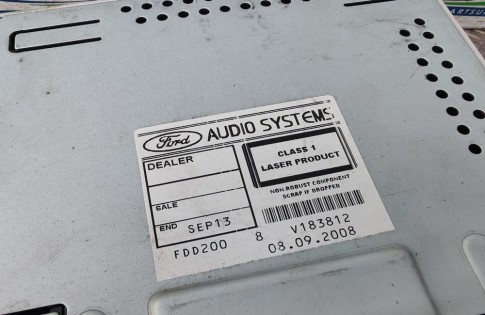 Ford AUDIO SYSTEMS
DEALER
CLASS 1
LASER PRODUCT
NON-ROBUST COMPONENT
SCRAP IF DROPPED
SALE
END SEP13
FDD200 8 V183812
08.09.2008